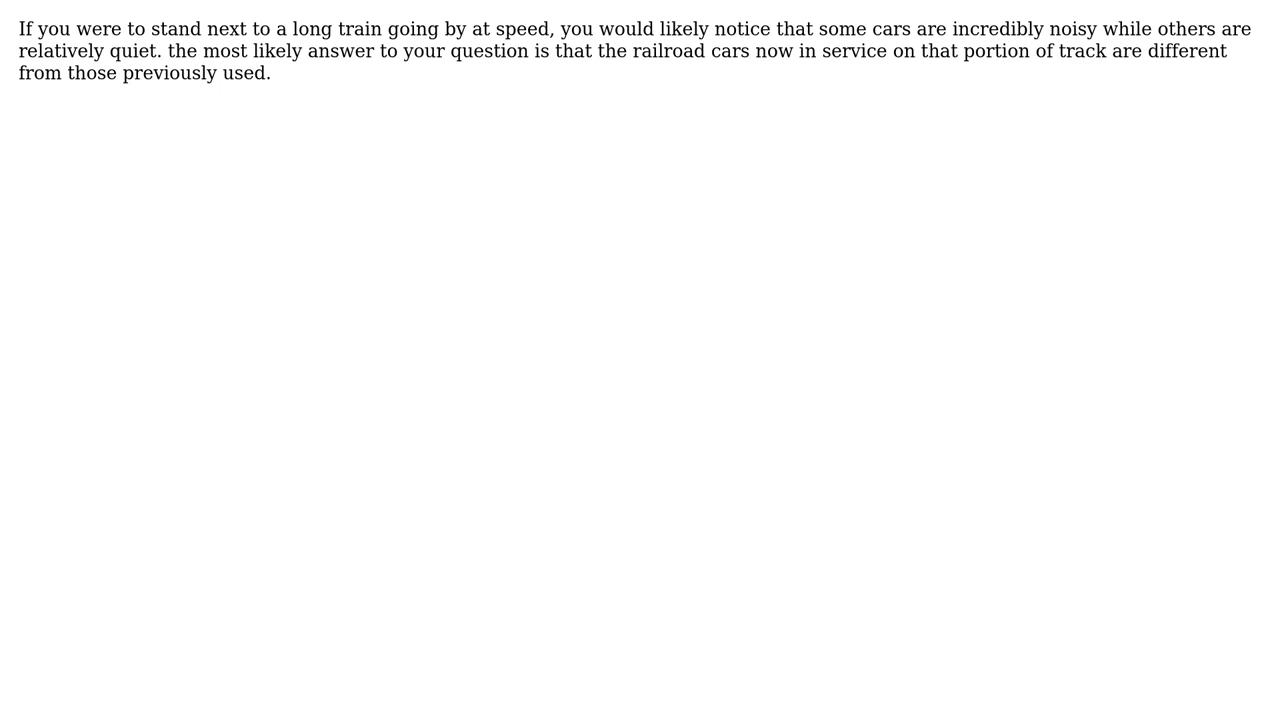 If you were to stand next to a long train going by at speed, you would likely notice that some cars are incredibly noisy while others are
relatively quiet. the most likely answer to your question is that the railroad cars now in service on that portion of track are different
from those previously used.